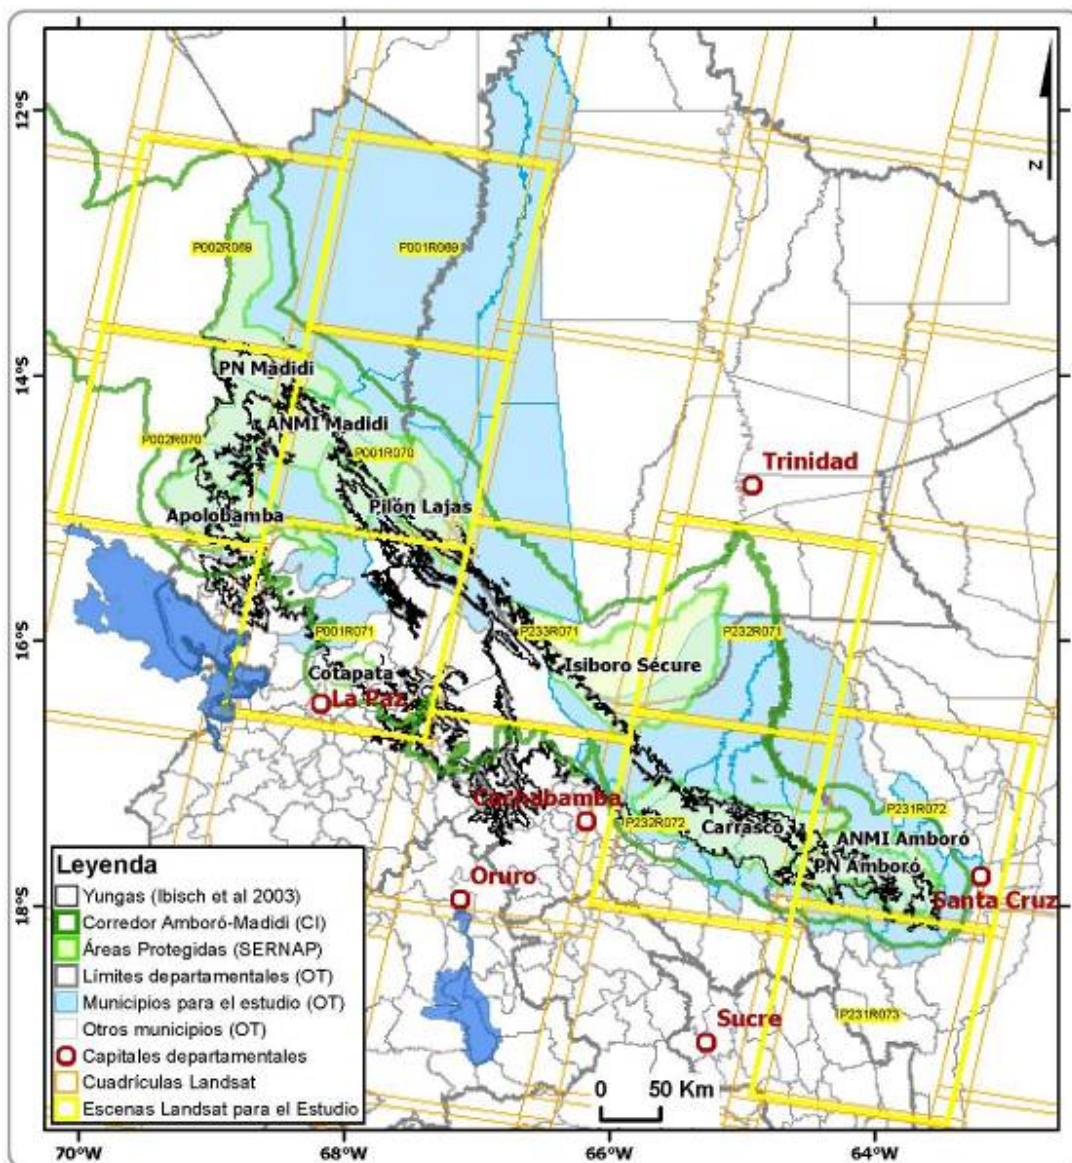 12°S
N
P002R069
P001R069
14°S
PN Madidi
ANMI Madidi
P002R070
P001R070
Trinidad
Pilón Lajas
Apolobamba
16°S
P001R071
P233R071
P232R071
Isiboro Sécure
Cotapata
La Paz
Cochabamba
P232R072
P231R072
Carrasco
ANMI Amboró
PN Amboró
Oruro
Santa Cruz
18°S
Leyenda
Yungas (Ibisch et al 2003)
Corredor Amboró-Madidi (CI)
Áreas Protegidas (SERNAP)
Límites departamentales (OT)
Municipios para el estudio (OT)
Otros municipios (OT)
Capitales departamentales
Cuadrículas Landsat
Escenas Landsat para el Estudio
P231R073
Sucre
0 50 Km
70°W 68°W 66°W 64°W